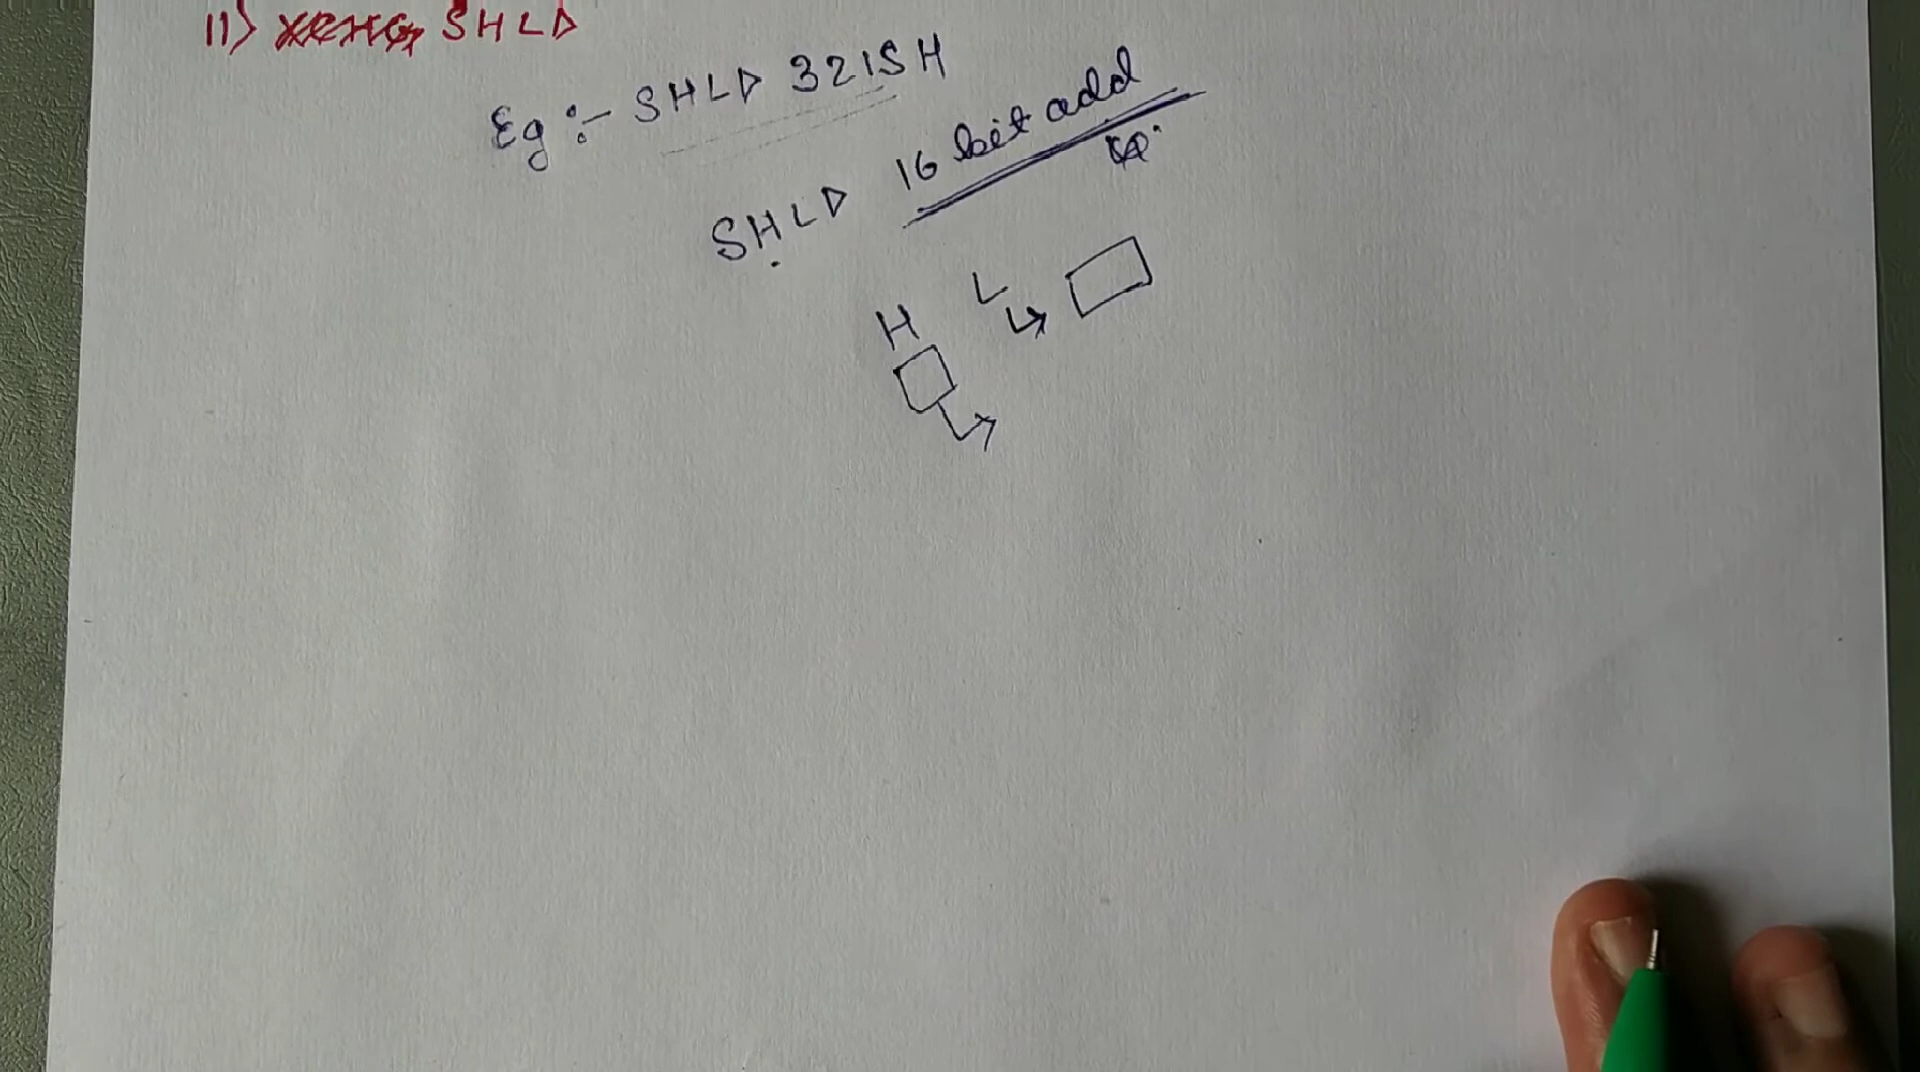 11) SHLD
Eg :- SHLD 3215H
SHLD 16 bit add
H L